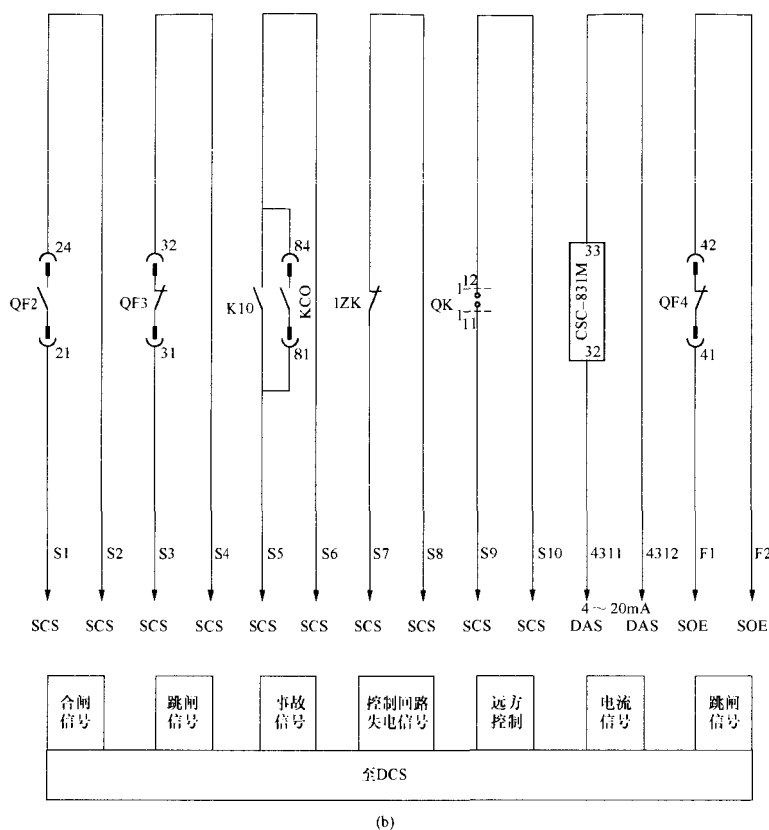 24
32
84
42
12
1
33
QF2
QF3
K10
KCO
1ZK
QK
CSC-831M
QF4
1
11
21
31
81
32
41
S1
S2
S3
S4
S5
S6
S7
S8
S9
S10
4311
4312
F1
F2
4～20mA
SCS SCS SCS SCS SCS SCS SCS SCS SCS SCS DAS DAS SOE SOE
合闸
信号
跳闸
信号
事故
信号
控制回路
失电信号
远方
控制
电流
信号
跳闸
信号
至DCS
(b)